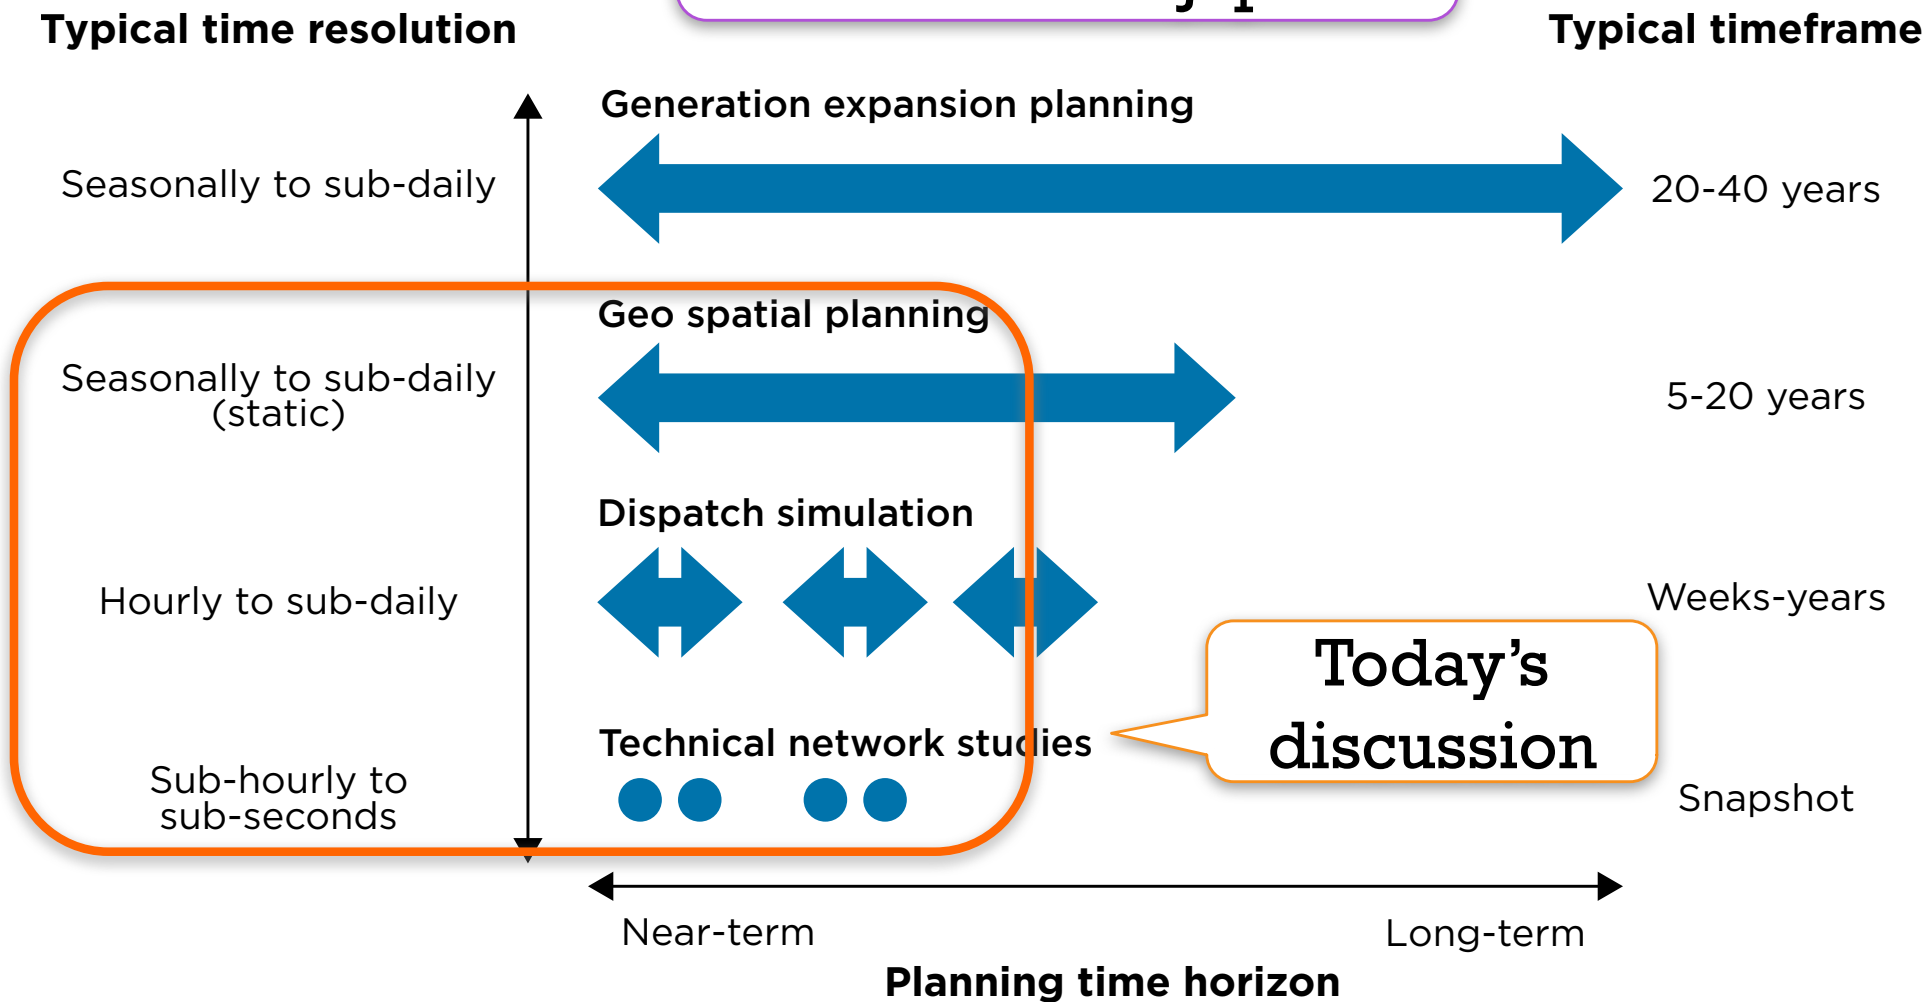 Typical time resolution
Typical timeframe
Generation expansion planning
Seasonally to sub-daily
20-40 years
Geo spatial planning
Seasonally to sub-daily
(static)
5-20 years
Dispatch simulation
Hourly to sub-daily
Weeks-years
Today’s
discussion
Technical network studies
Sub-hourly to
sub-seconds
Snapshot
Near-term
Long-term
Planning time horizon